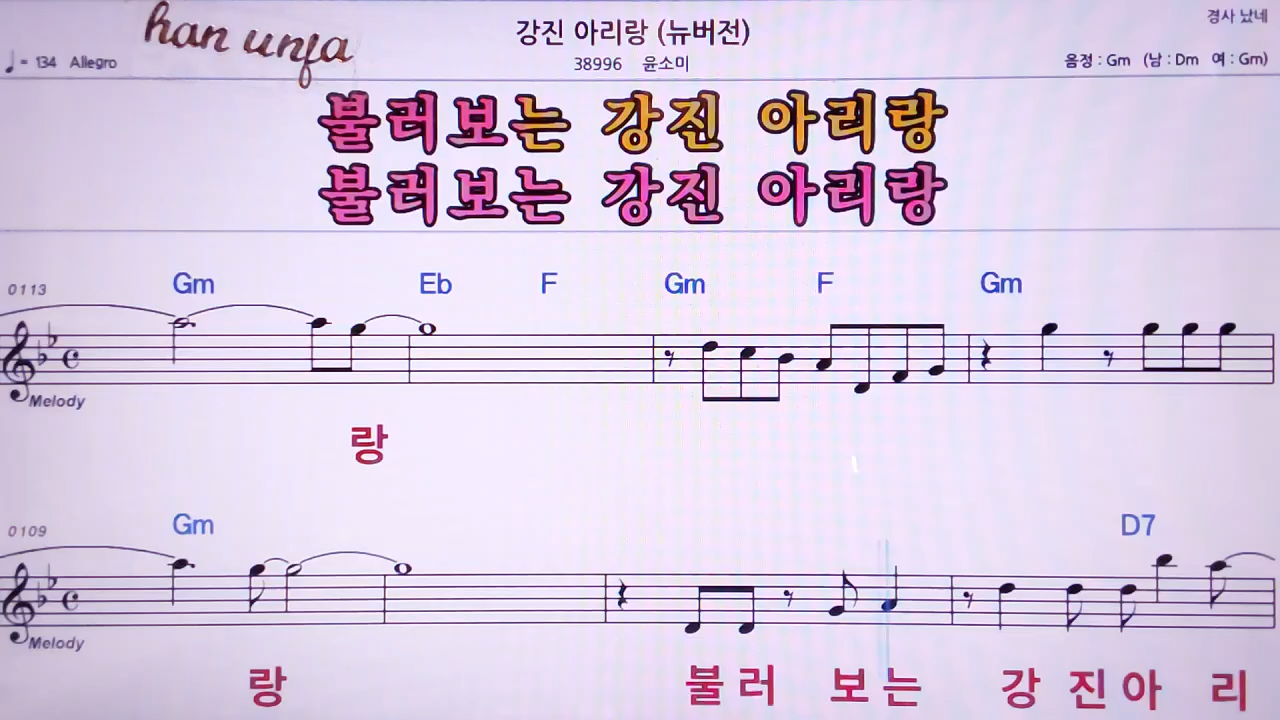 han unja
강진 아리랑 (뉴버전)
경사 났네
♩= 134 Allegro
38996 윤소미
음정 : Gm (남 : Dm 여 : Gm)
불러보는 강진 아리랑
불러보는 강진 아리랑
0113 Gm Eb F Gm F Gm
Melody
랑
0109 Gm D7
Melody
랑 불러 보는 강 진아 리